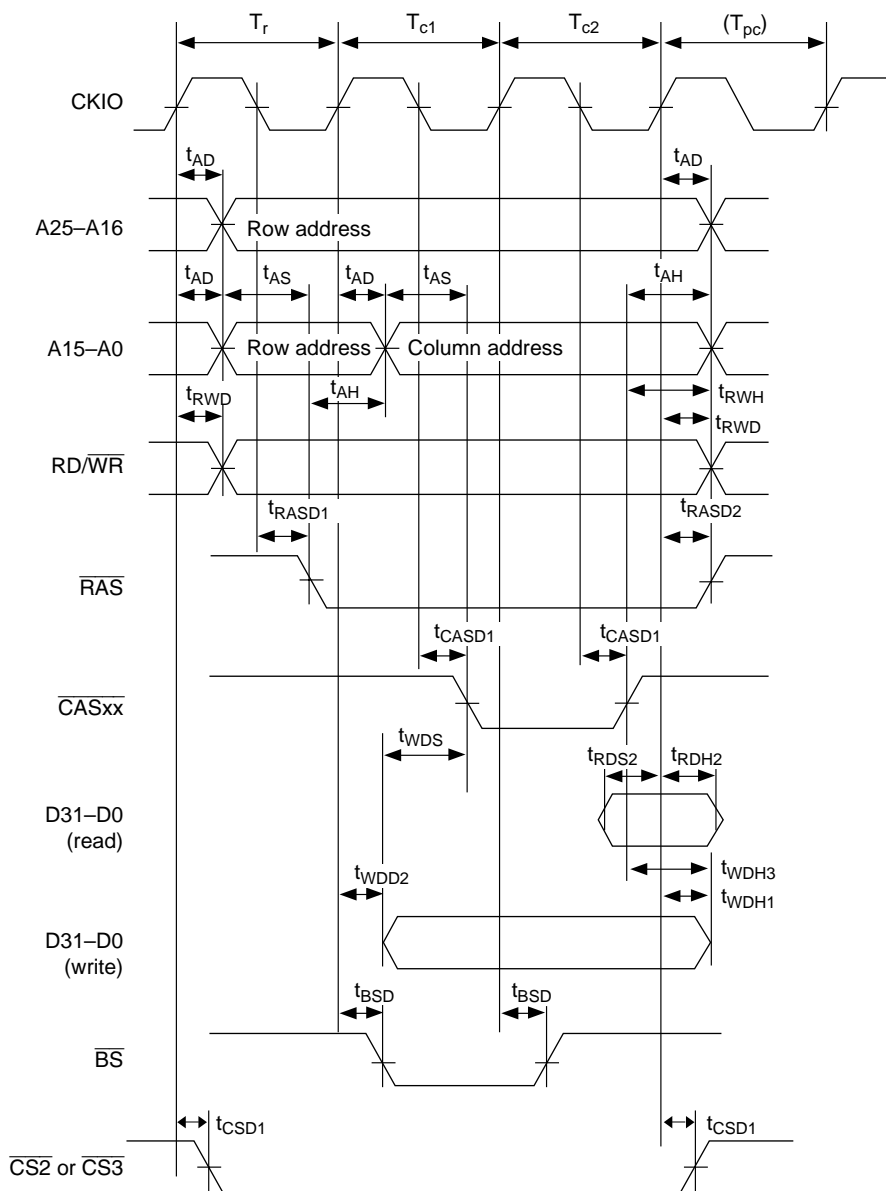 Tr Tc1 Tc2 (Tpc)
CKIO
tAD tAD
A25–A16 Row address
tAD tAS tAD tAS tAH
A15–A0 Row address Column address
tRWD tAH tRWH
tRWD
RD/WR
tRASD1 tRASD2
RAS
tCASD1 tCASD1
CASxx
tWDS tRDS2 tRDH2
D31–D0
(read)
tWDD2 tWDH3
tWDH1
D31–D0
(write)
tBSD tBSD
BS
tCSD1 tCSD1
CS2 or CS3